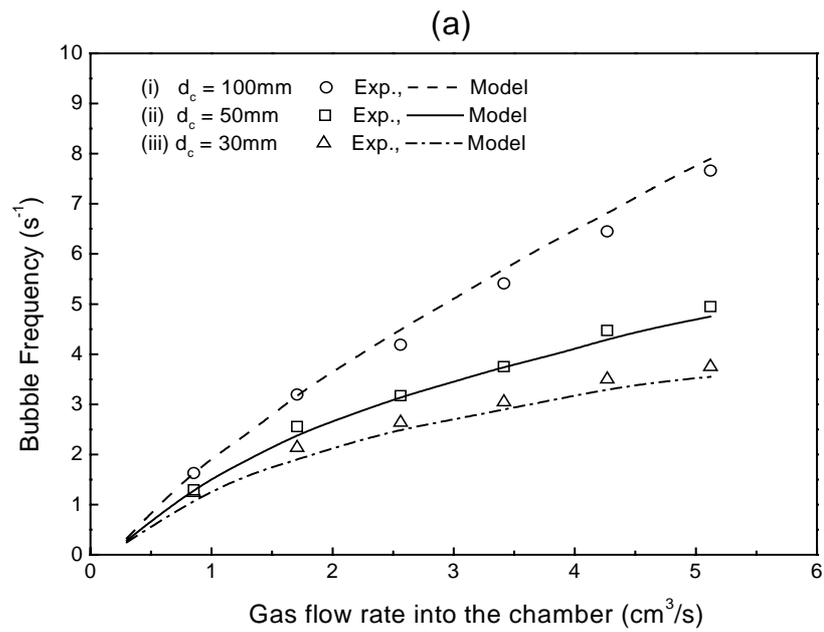 (a)
10
9
8
7
6
5
4
3
2
1
0
(i) d_c = 100mm Exp., Model
(ii) d_c = 50mm Exp., Model
(iii) d_c = 30mm Exp., Model
Bubble Frequency (s^-1)
0 1 2 3 4 5 6
Gas flow rate into the chamber (cm^3/s)